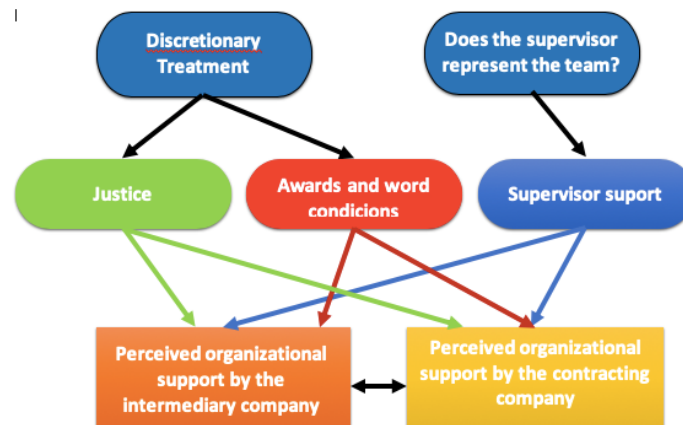 Discretionary
Treatment
Does the supervisor
represent the team?
Justice
Awards and word
condicions
Supervisor suport
Perceived organizational
support by the
intermediary company
Perceived organizational
support by the contracting
company